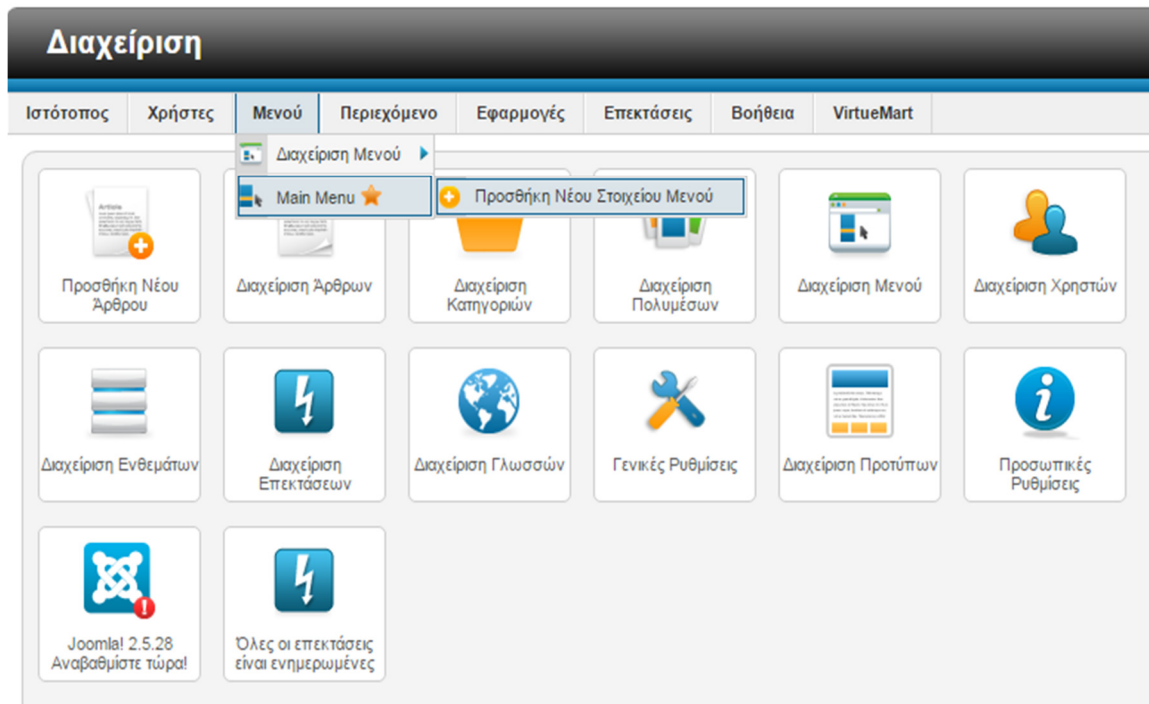 Διαχείριση
Ιστότοπος Χρήστες Μενού Περιεχόμενο Εφαρμογές Επεκτάσεις Βοήθεια VirtueMart
Διαχείριση Μενού
Main Menu Προσθήκη Νέου Στοιχείου Μενού
Προσθήκη Νέου
Άρθρου
Διαχείριση Άρθρων
Διαχείριση
Κατηγοριών
Διαχείριση
Πολυμέσων
Διαχείριση Μενού
Διαχείριση Χρηστών
Διαχείριση Ενθεμάτων
Διαχείριση
Επεκτάσεων
Διαχείριση Γλωσσών
Γενικές Ρυθμίσεις
Διαχείριση Προτύπων
Προσωπικές
Ρυθμίσεις
Joomla! 2.5.28
Αναβαθμίστε τώρα!
Όλες οι επεκτάσεις
είναι ενημερωμένες